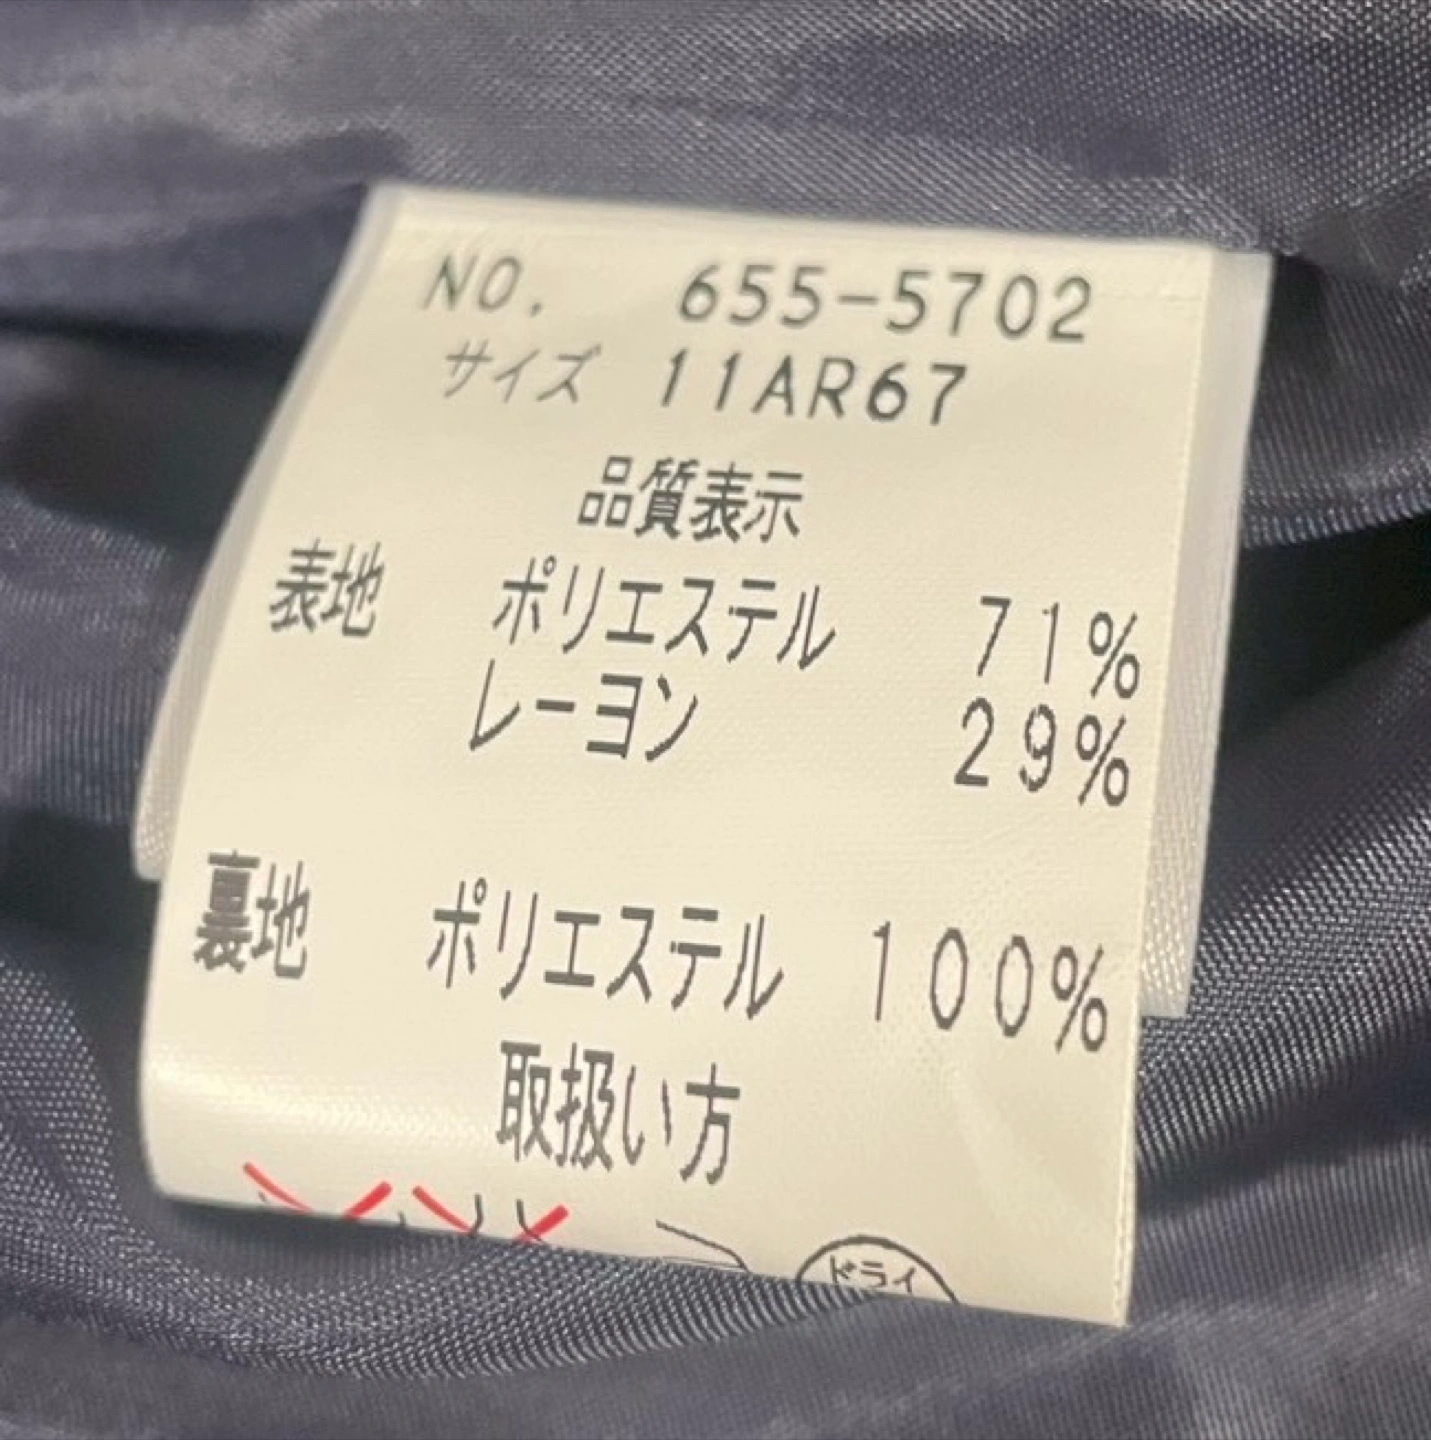 NO. 655-5702
サイズ 11AR67
品質表示
表地 ポリエステル 71%
レーヨン 29%
裏地 ポリエステル 100%
取扱い方
ドライ